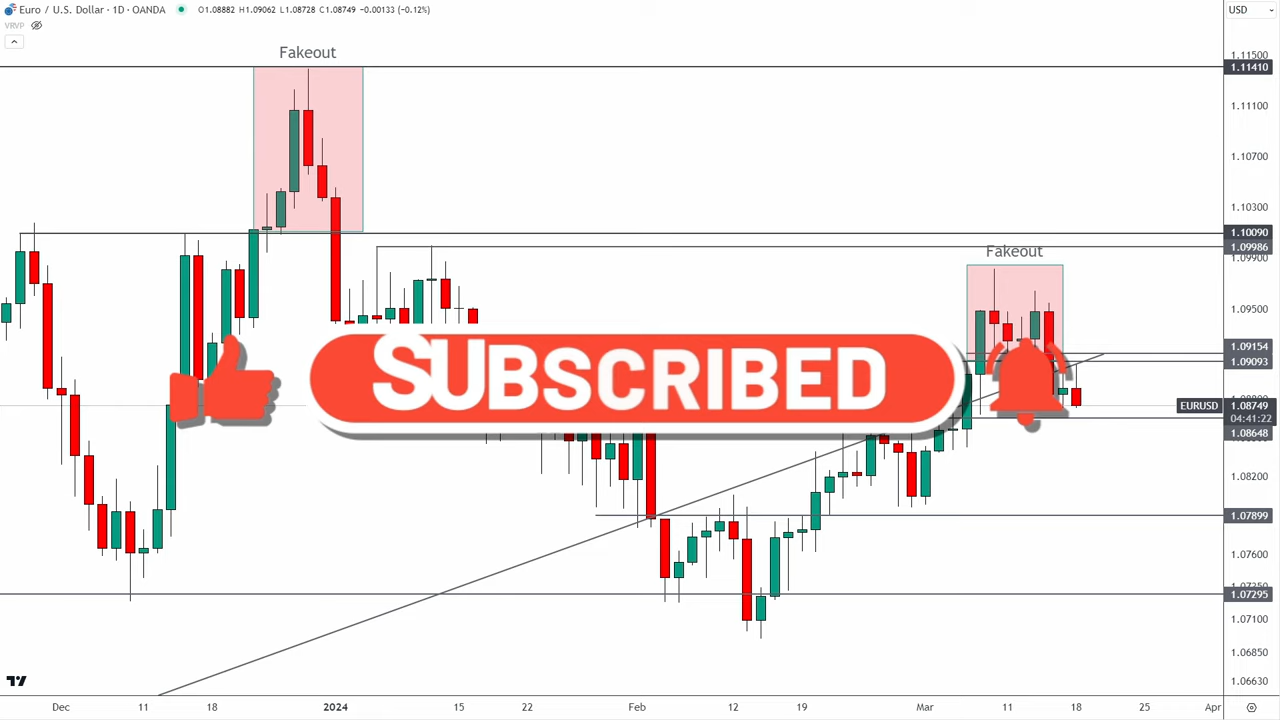 Euro / U.S. Dollar · 1D · OANDA O1.08882 H1.09062 L1.08728 C1.08749 −0.00133 (−0.12%)
USD
VRVP
Fakeout
1.11500
1.11410
1.11100
1.10700
1.10300
1.10090
1.09986
Fakeout
1.09900
1.09500
1.09154
1.09093
SUBSCRIBED
EURUSD 1.08749
04:41:22
1.08648
1.08200
1.07899
1.07600
1.07295
1.07100
1.06850
1.06630
Dec 11 18 2024 15 22 Feb 12 19 Mar 11 18 25 Apr